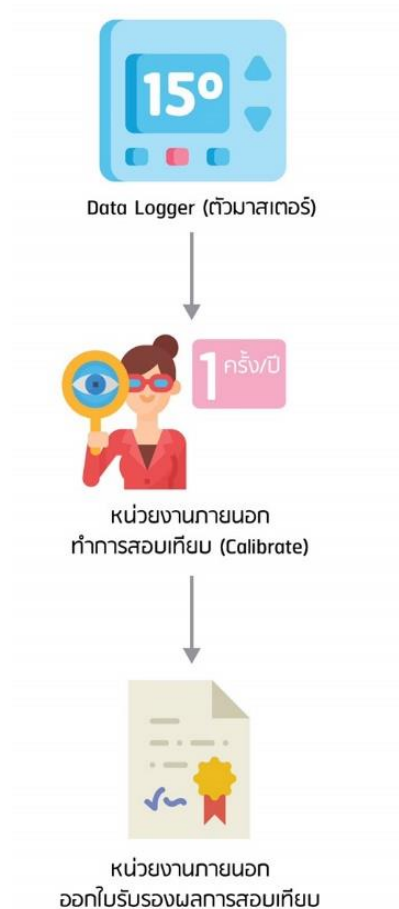 15°
Data Logger (ตัวมาสเตอร์)
1 ครั้ง/ปี
หน่วยงานภายนอก
ทำการสอบเทียบ (Calibrate)
หน่วยงานภายนอก
ออกใบรับรองผลการสอบเทียบ